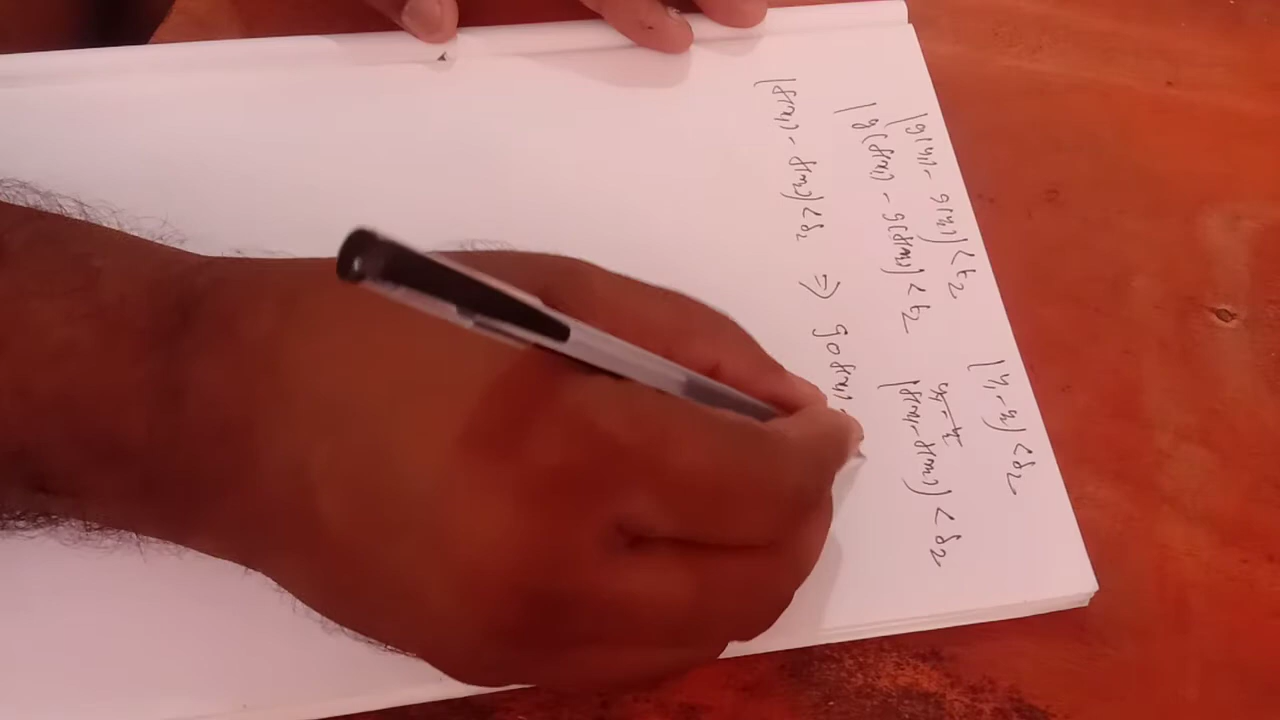 |g(y₁) - g(y₂)| < ε₂ |y₁ - y₂| < δ₂
|g(f(x₁)) - g(f(x₂))| < ε₂ |f(x₁) - f(x₂)| < δ₂
|f(x₁) - f(x₂)| < δ₂ ⇒ gof(x₁) -